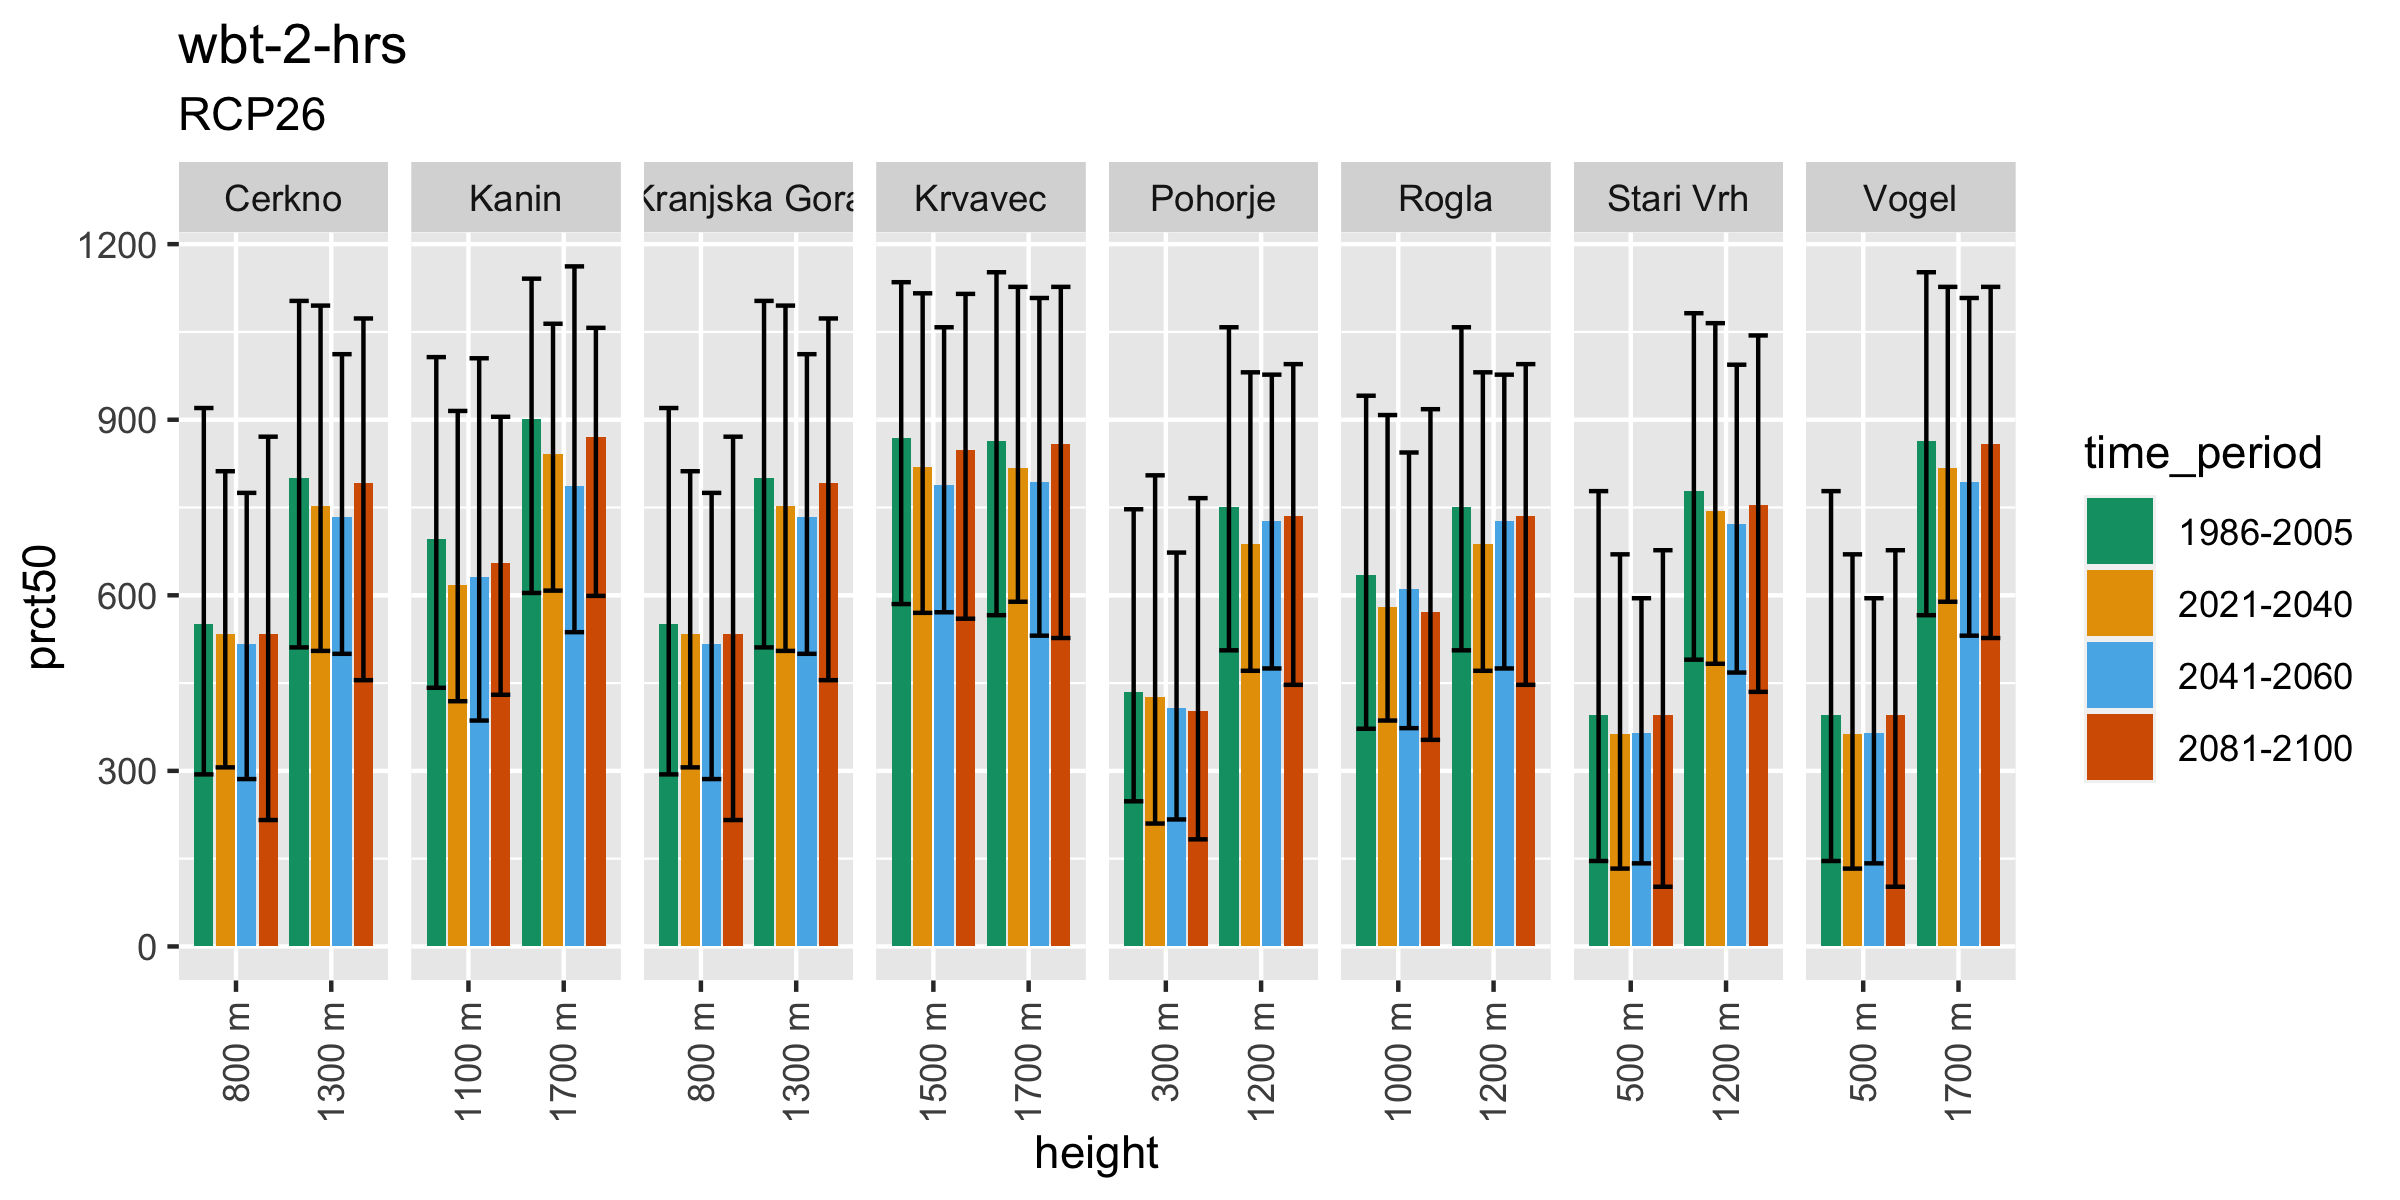 wbt-2-hrs
RCP26
Cerkno Kanin Kranjska Gora Krvavec Pohorje Rogla Stari Vrh Vogel
1200
900
600
300
0
prct50
800 m 1300 m 1100 m 1700 m 800 m 1300 m 1500 m 1700 m 300 m 1200 m 1000 m 1200 m 500 m 1200 m 500 m 1700 m
height
time_period
1986-2005
2021-2040
2041-2060
2081-2100